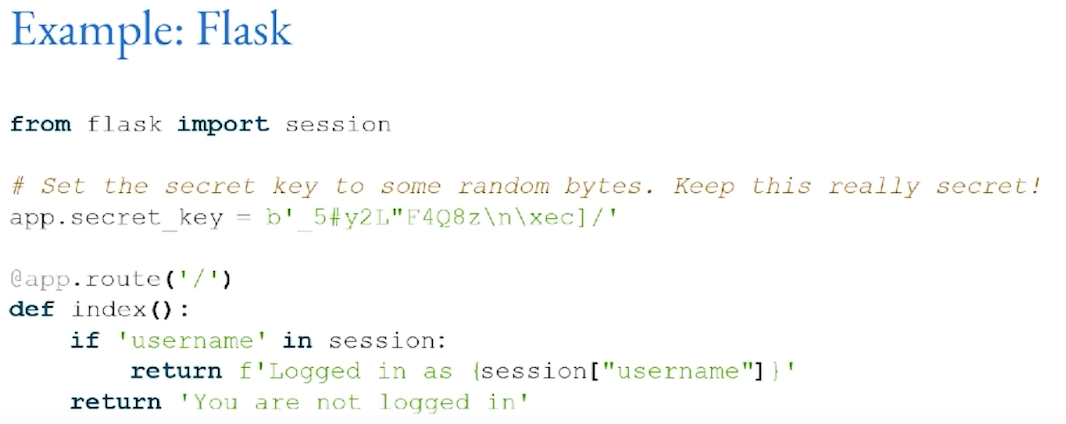 Example: Flask
from flask import session
# Set the secret key to some random bytes. Keep this really secret!
app.secret_key = b'_5#y2L"F4Q8z\n\xec]/'
@app.route('/')
def index():
    if 'username' in session:
        return f'Logged in as {session["username"]}'
    return 'You are not logged in'